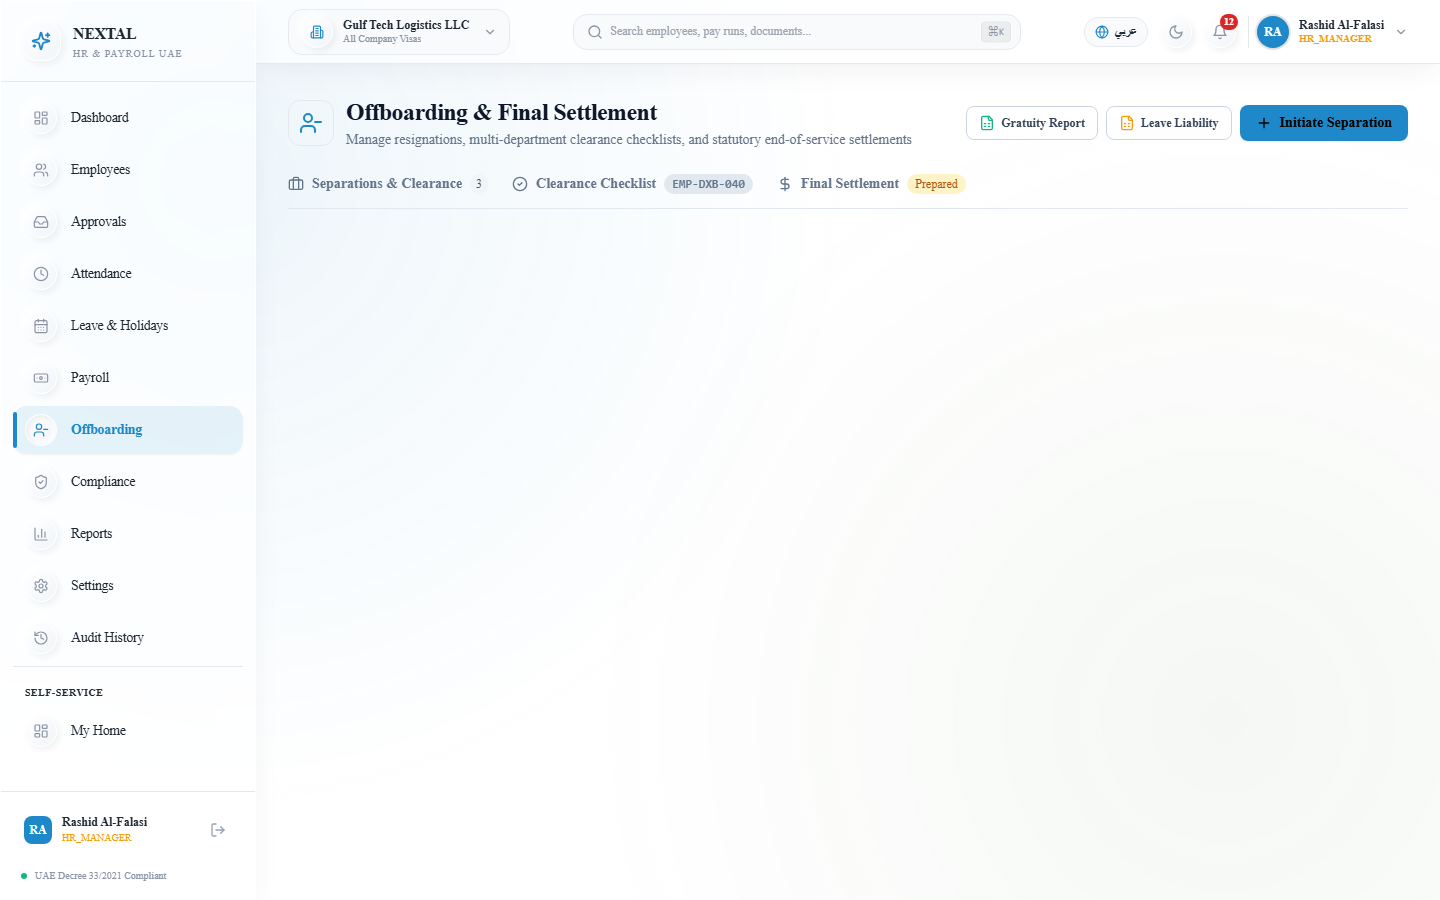 NEXTAL
HR & PAYROLL UAE
Gulf Tech Logistics LLC
All Company Visas
Search employees, pay runs, documents...
⌘K
عربي
12
RA
Rashid Al-Falasi
HR_MANAGER
Dashboard
Employees
Approvals
Attendance
Leave & Holidays
Payroll
Offboarding
Compliance
Reports
Settings
Audit History
SELF-SERVICE
My Home
RA
Rashid Al-Falasi
HR_MANAGER
UAE Decree 33/2021 Compliant
Offboarding & Final Settlement
Manage resignations, multi-department clearance checklists, and statutory end-of-service settlements
Gratuity Report
Leave Liability
Initiate Separation
Separations & Clearance 3
Clearance Checklist EMP-DXB-040
Final Settlement Prepared